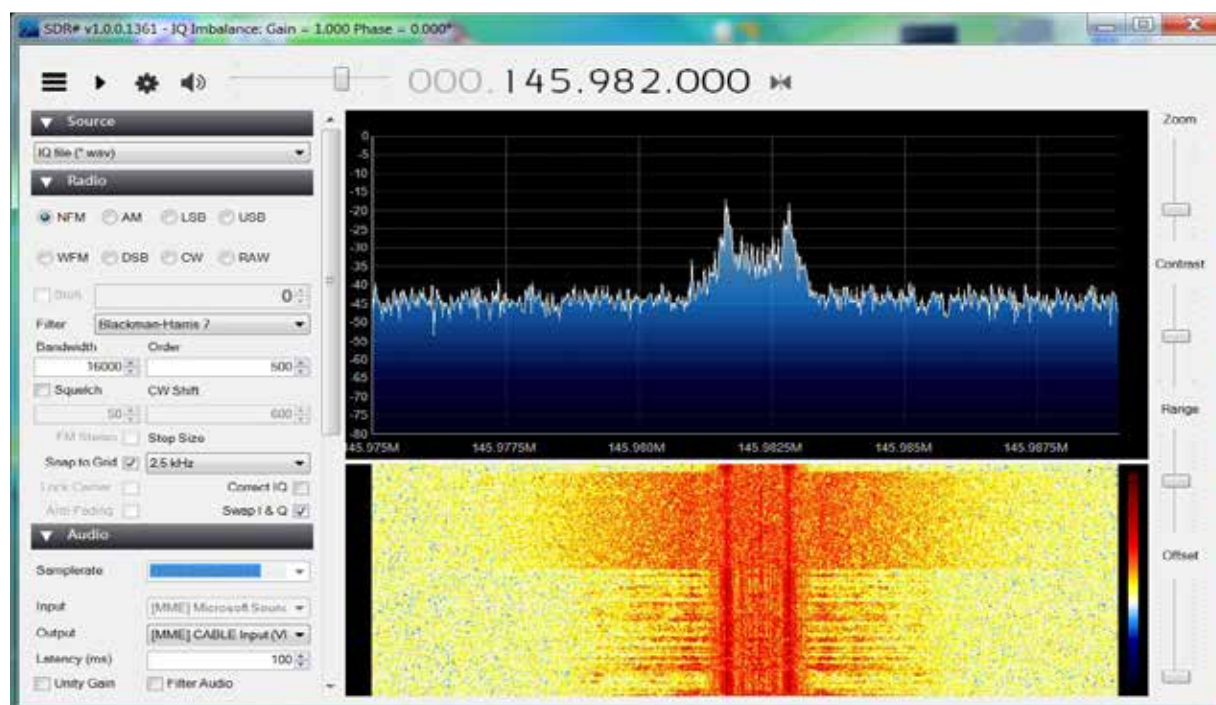 SDR# v1.0.0.1361 - IQ Imbalance: Gain = 1.000 Phase = 0.000°
000.145.982.000
Source
IQ file (*.wav)
Radio
NFM AM LSB USB
WFM DSB CW RAW
Shift 0
Filter Blackman-Harris 7
Bandwidth Order
16000 500
Squelch CW Shift
50 600
FM Stereo Step Size
Snap to Grid 2.5 kHz
Lock Carrier Correct IQ
Anti-Fading Swap I & Q
Audio
Samplerate
Input [MME] Microsoft Sounc
Output [MME] CABLE Input (VI
Latency (ms) 100
Unity Gain Filter Audio
0
-5
-10
-15
-20
-25
-30
-35
-40
-45
-50
-55
-60
-65
-70
-75
-80
145.975M 145.9775M 145.980M 145.9825M 145.985M 145.9875M
Zoom
Contrast
Range
Offset